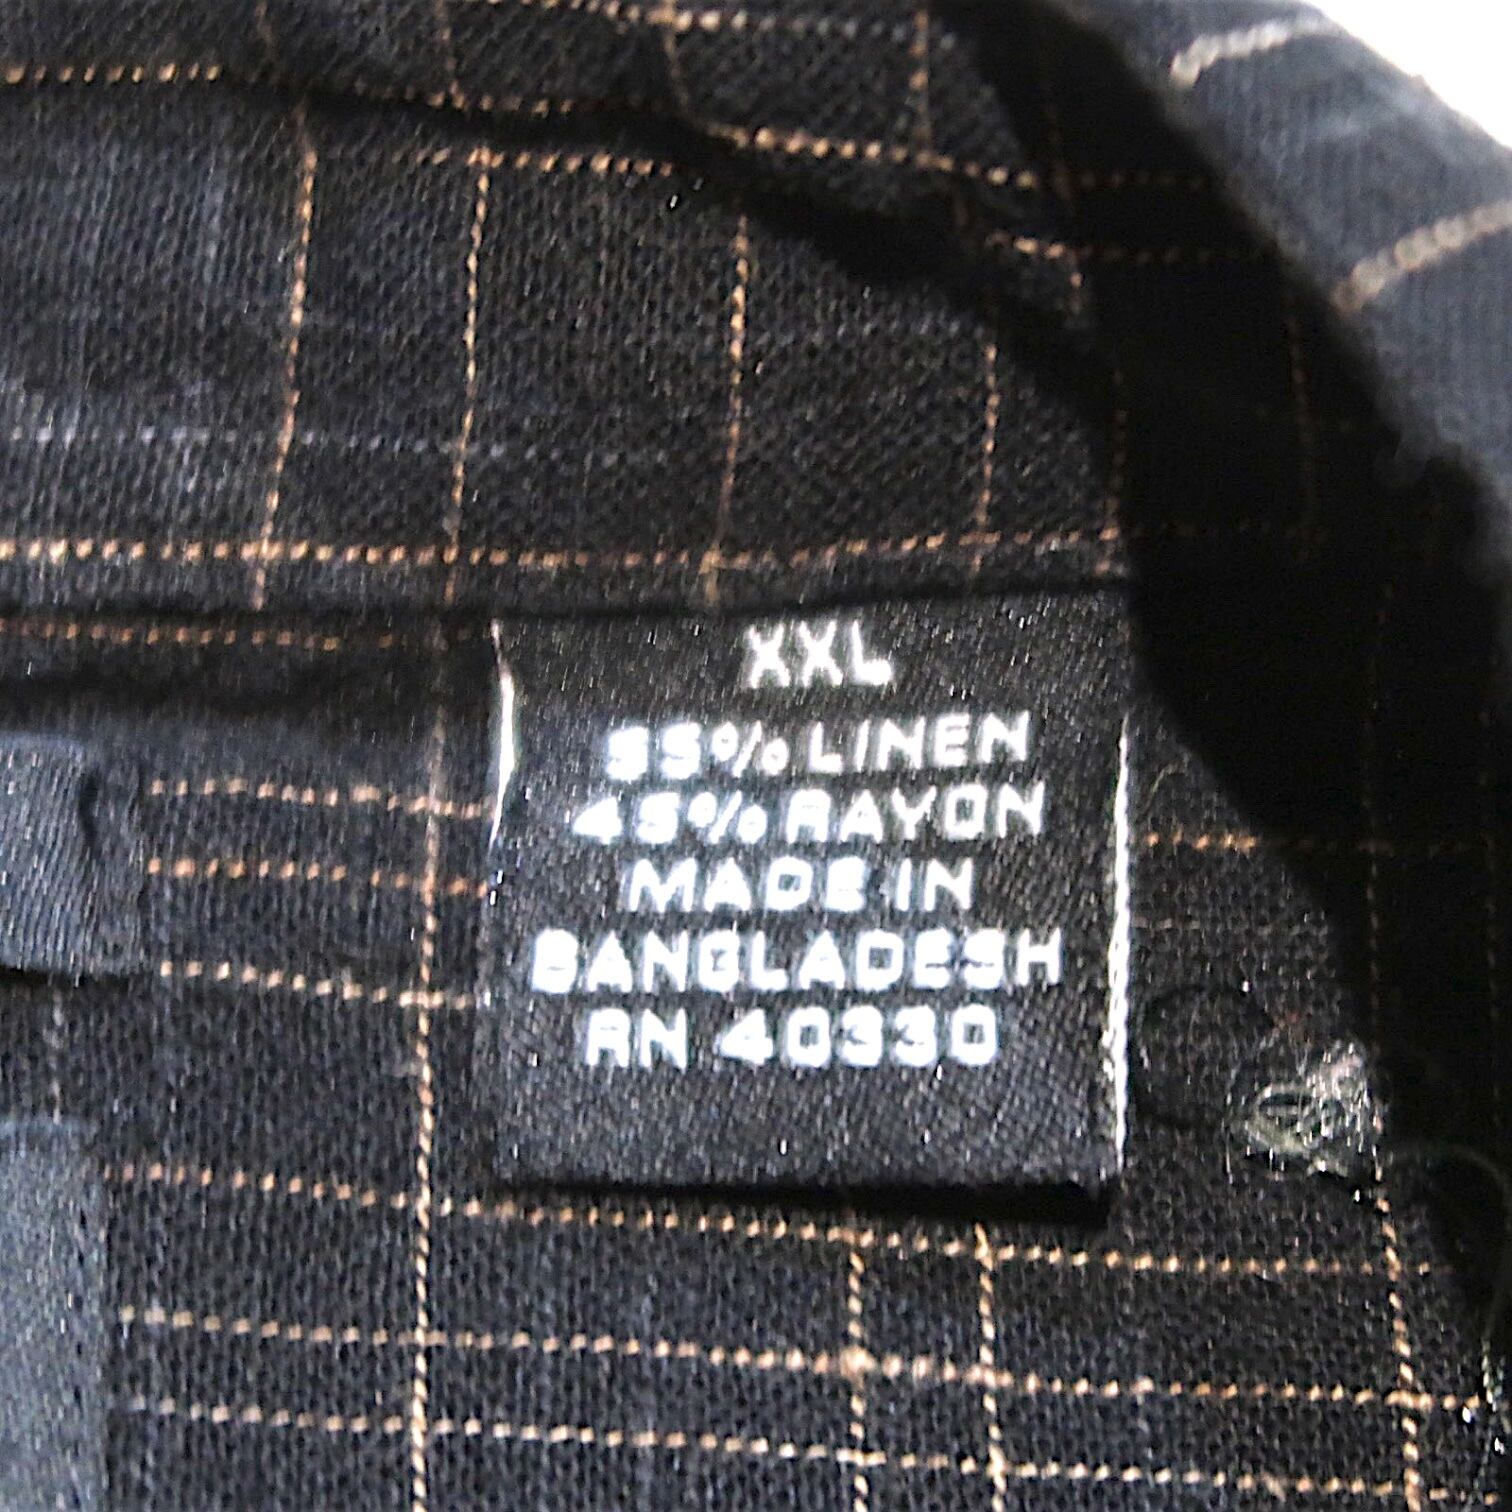 XXL
55% LINEN
45% RAYON
MADE IN
BANGLADESH
RN 40330